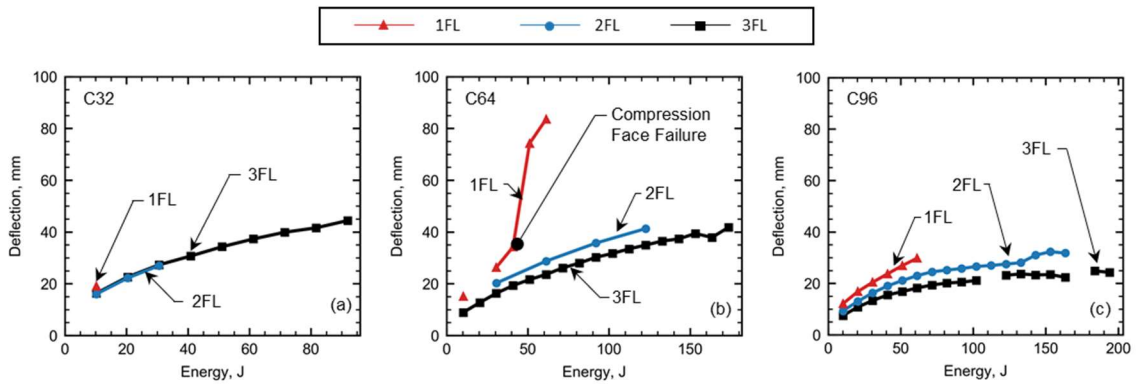 1FL 2FL 3FL
100
80
60
40
20
0
Deflection, mm
C32
1FL
3FL
2FL
(a)
0 20 40 60 80
Energy, J
100
80
60
40
20
0
Deflection, mm
C64
Compression
Face Failure
1FL
2FL
3FL
(b)
0 50 100 150
Energy, J
100
80
60
40
20
0
Deflection, mm
C96
3FL
2FL
1FL
(c)
0 50 100 150 200
Energy, J